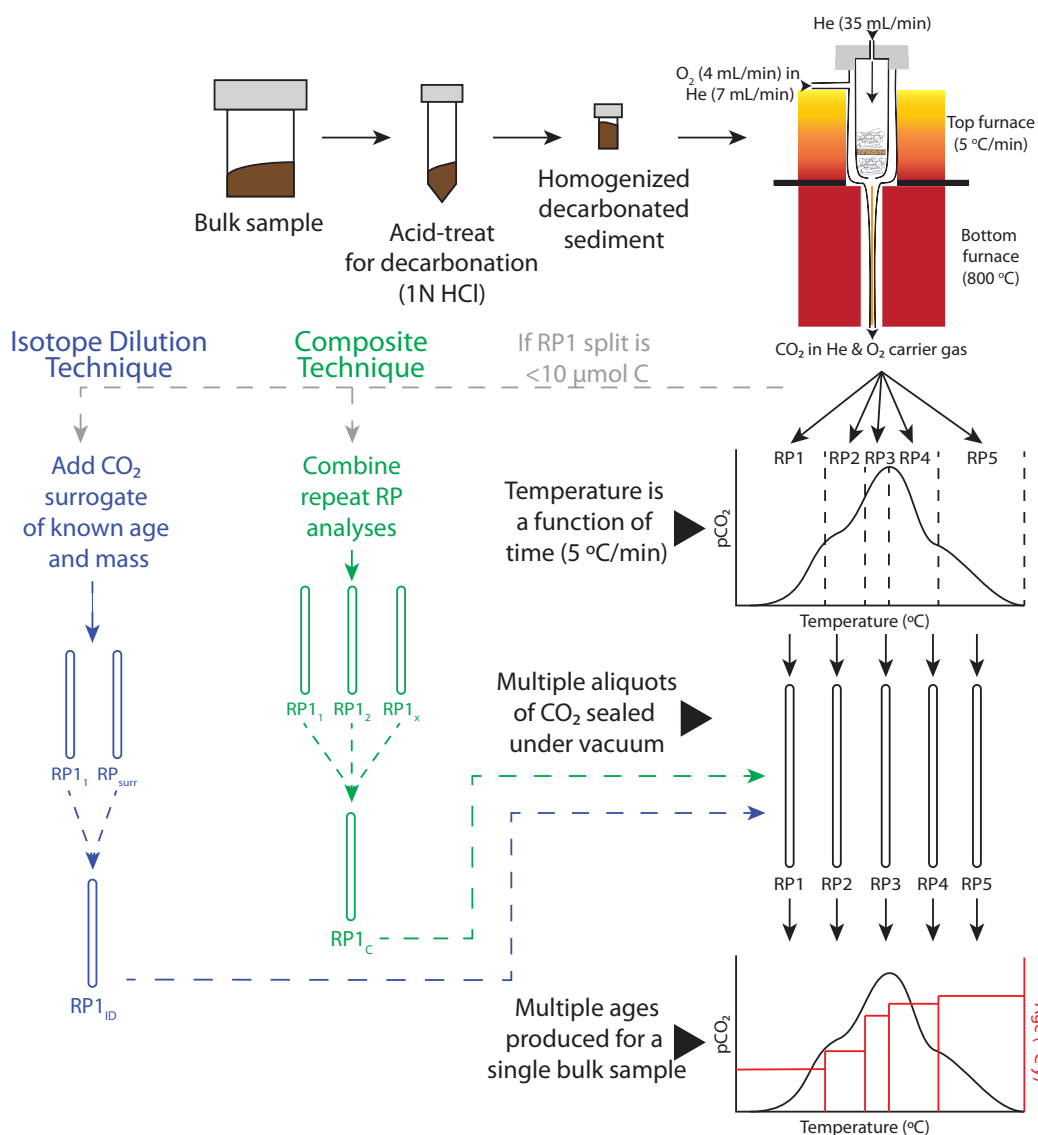 He (35 mL/min)
O₂ (4 mL/min) in
He (7 mL/min)
Top furnace
(5 ºC/min)
Bottom
furnace
(800 ºC)
Bulk sample
Acid-treat
for decarbonation
(1N HCl)
Homogenized
decarbonated
sediment
CO₂ in He & O₂ carrier gas
Isotope Dilution
Technique
Composite
Technique
If RP1 split is
<10 µmol C
RP1 RP2 RP3 RP4 RP5
Add CO₂
surrogate
of known age
and mass
Combine
repeat RP
analyses
Temperature is
a function of
time (5 ºC/min)
pCO₂
Temperature (ºC)
RP1₁ RPsurr
RP1₁ RP1₂ RP1ₓ
Multiple aliquots
of CO₂ sealed
under vacuum
RP1 RP2 RP3 RP4 RP5
RP1C
RP1ID
Multiple ages
produced for a
single bulk sample
pCO₂
Temperature (ºC)